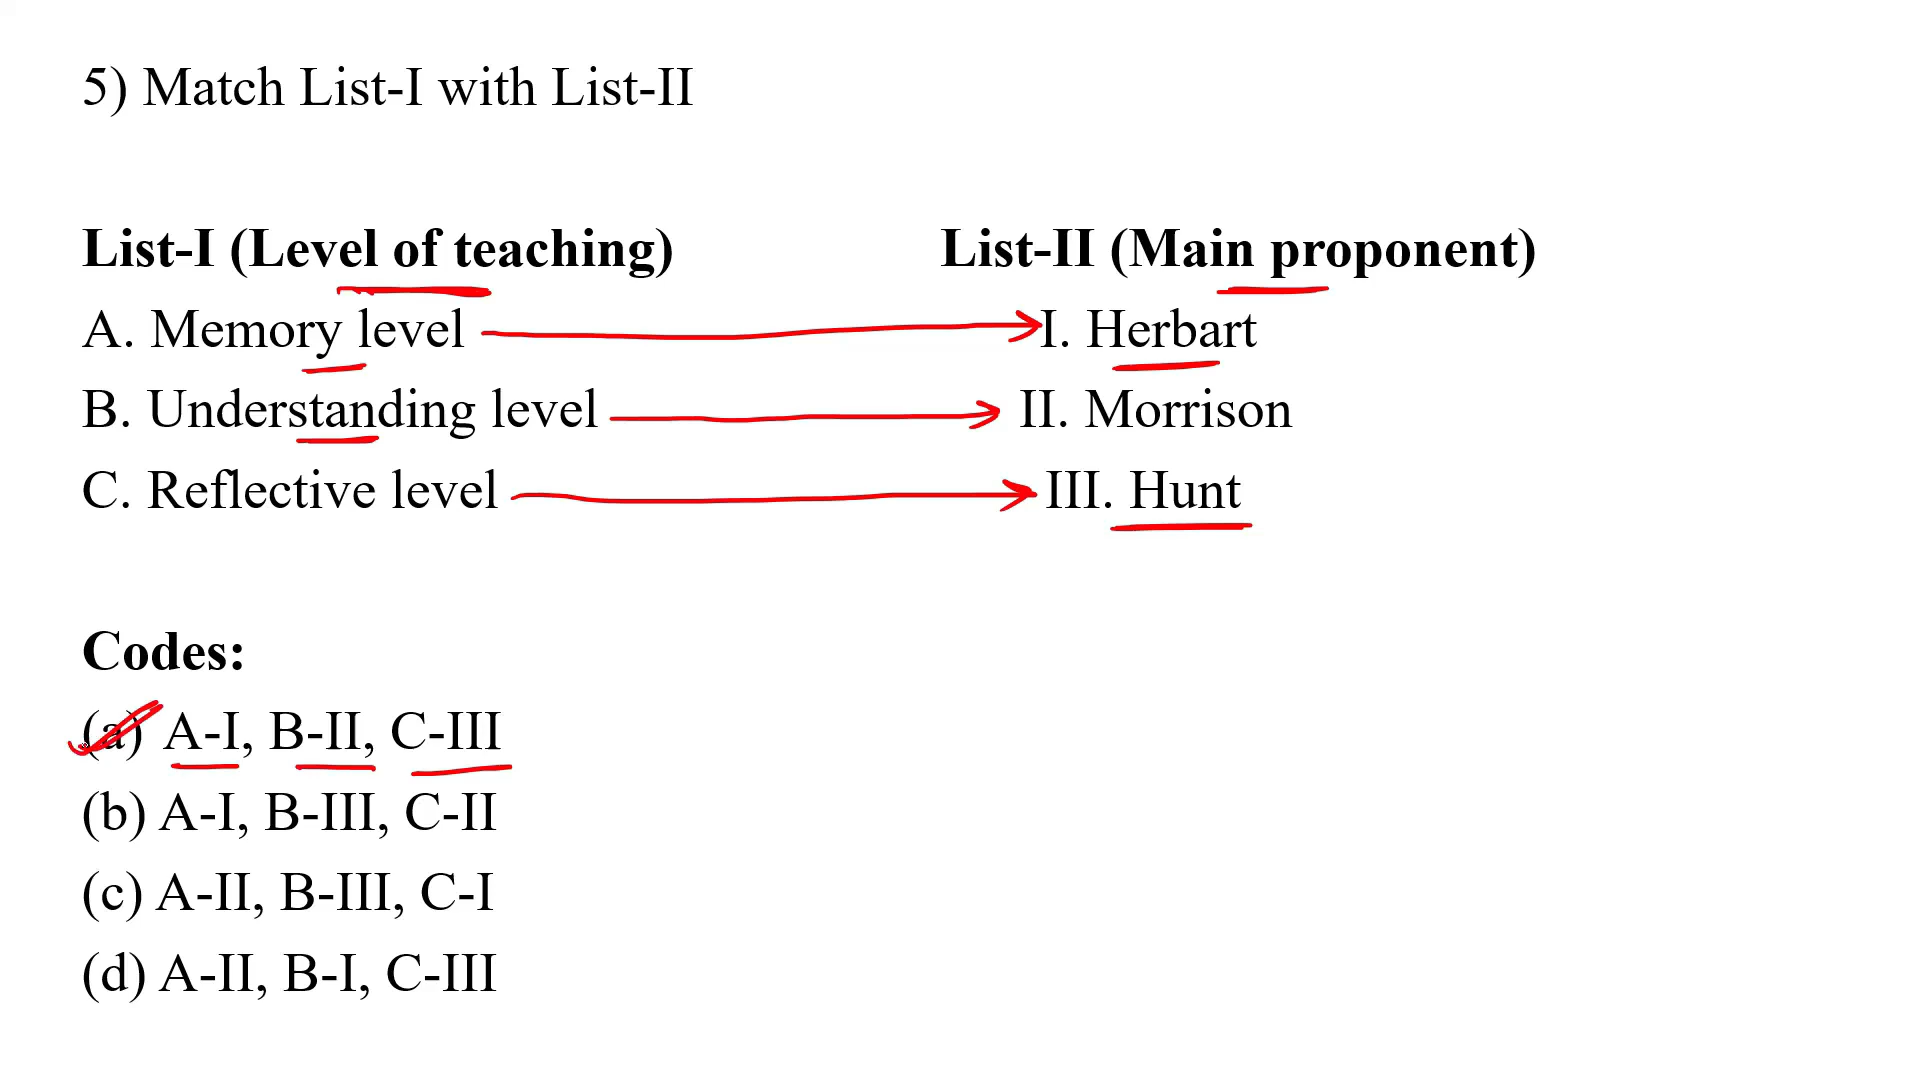 5) Match List-I with List-II
List-I (Level of teaching) List-II (Main proponent)
A. Memory level I. Herbart
B. Understanding level II. Morrison
C. Reflective level III. Hunt
Codes:
(a) A-I, B-II, C-III
(b) A-I, B-III, C-II
(c) A-II, B-III, C-I
(d) A-II, B-I, C-III